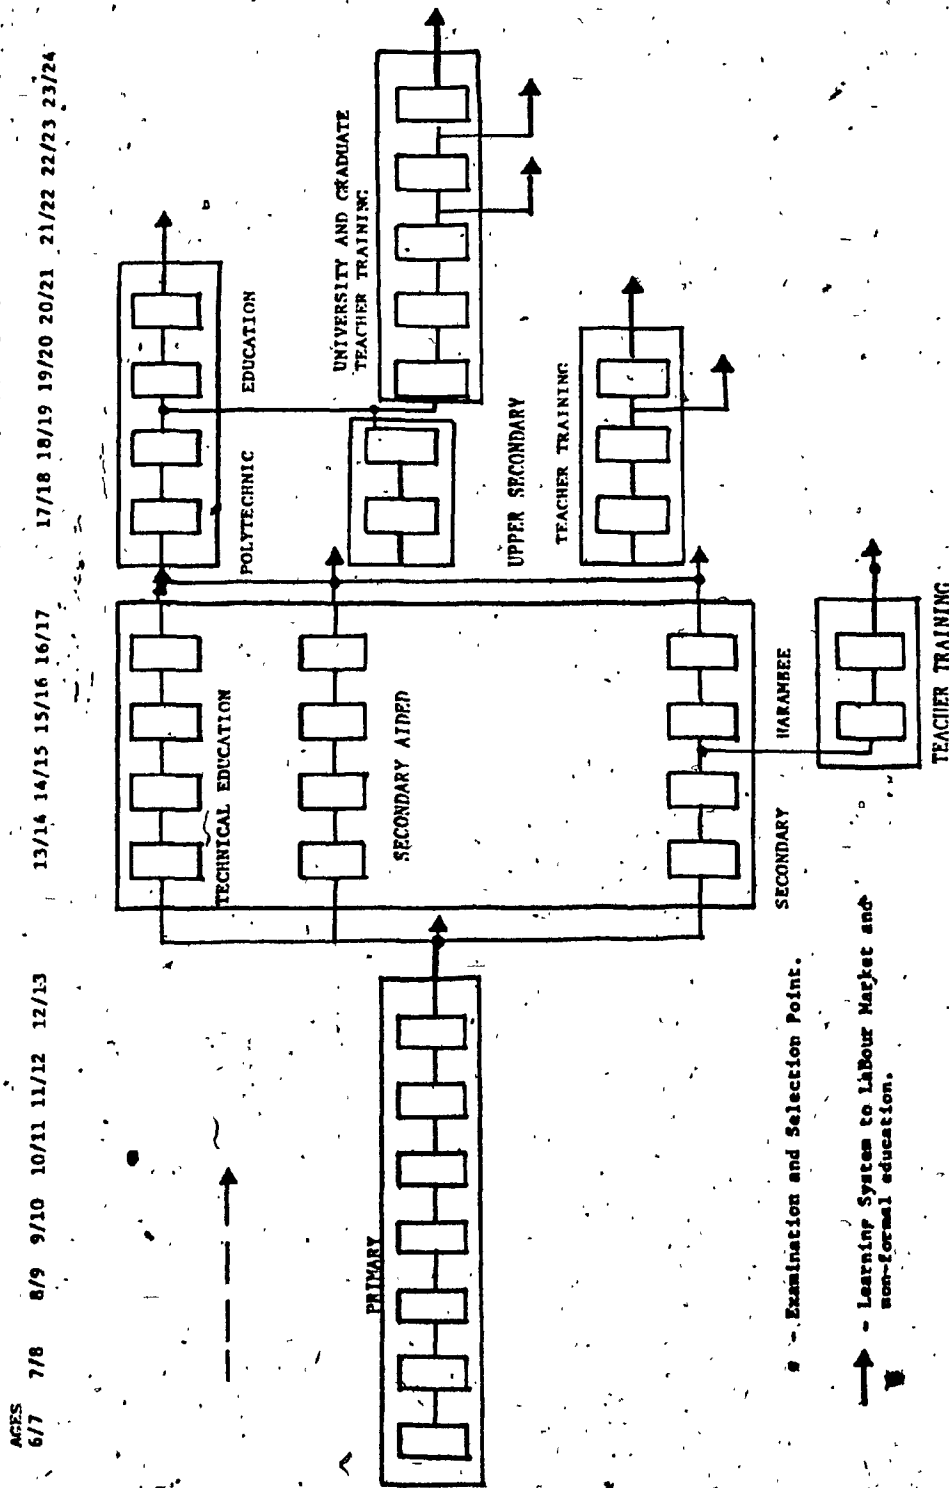 AGES
6/7 7/8 8/9 9/10 10/11 11/12 12/13 13/14 14/15 15/16 16/17 17/18 18/19 19/20 20/21 21/22 22/23 23/24
POLYTECHNIC EDUCATION
TECHNICAL EDUCATION
UNIVERSITY AND GRADUATE
TEACHER TRAINING
PRIMARY
SECONDARY AIDED
UPPER SECONDARY
TEACHER TRAINING
SECONDARY HARAMBEE
TEACHER TRAINING
- Examination and Selection Point.
- Learning System to LaBour Market and
non-formal education.